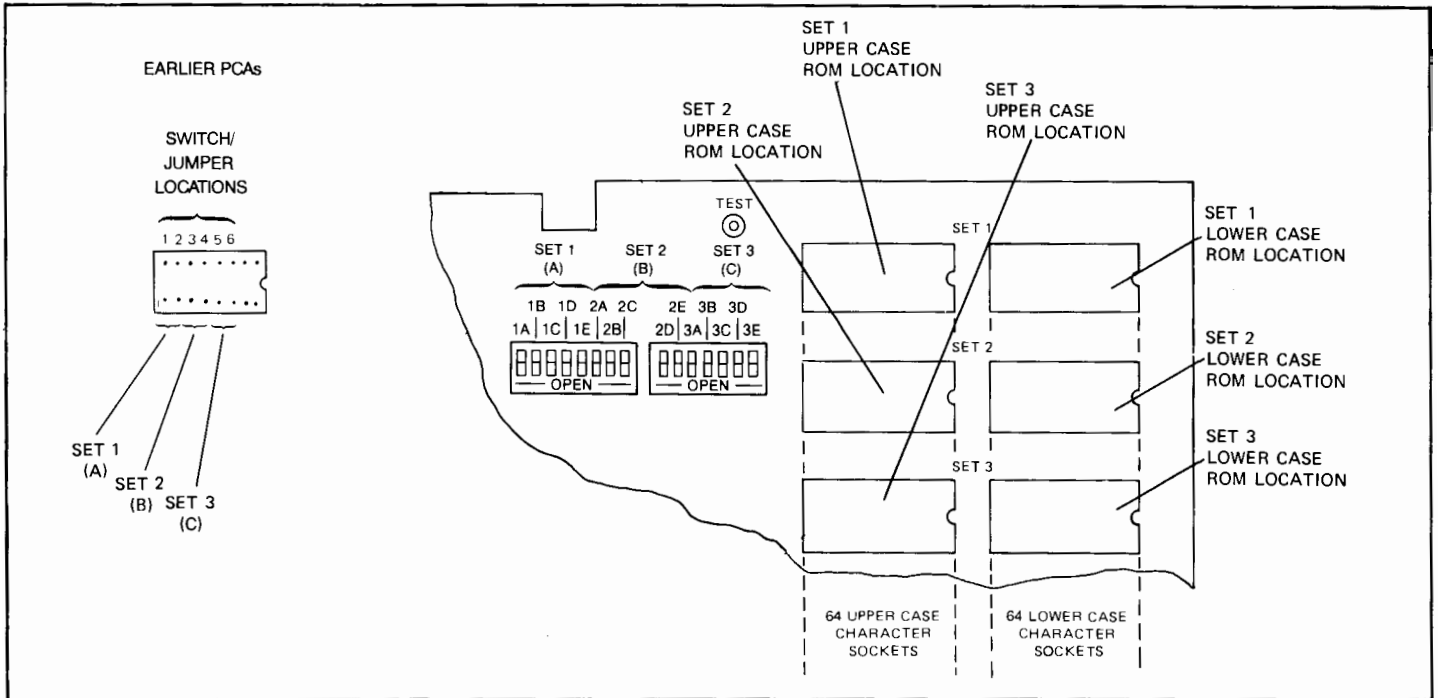 EARLIER PCAs
SWITCH/
JUMPER
LOCATIONS
1 2 3 4 5 6
SET 1
(A)
SET 2
(B)
SET 3
(C)
SET 1
UPPER CASE
ROM LOCATION
SET 2
UPPER CASE
ROM LOCATION
SET 3
UPPER CASE
ROM LOCATION
TEST
SET 1
(A)
SET 2
(B)
SET 3
(C)
1B 1D 2A 2C 2E 3B 3D
1A 1C 1E 2B 2D 3A 3C 3E
OPEN OPEN
SET 1
SET 2
SET 3
SET 1
LOWER CASE
ROM LOCATION
SET 2
LOWER CASE
ROM LOCATION
SET 3
LOWER CASE
ROM LOCATION
64 UPPER CASE
CHARACTER
SOCKETS
64 LOWER CASE
CHARACTER
SOCKETS